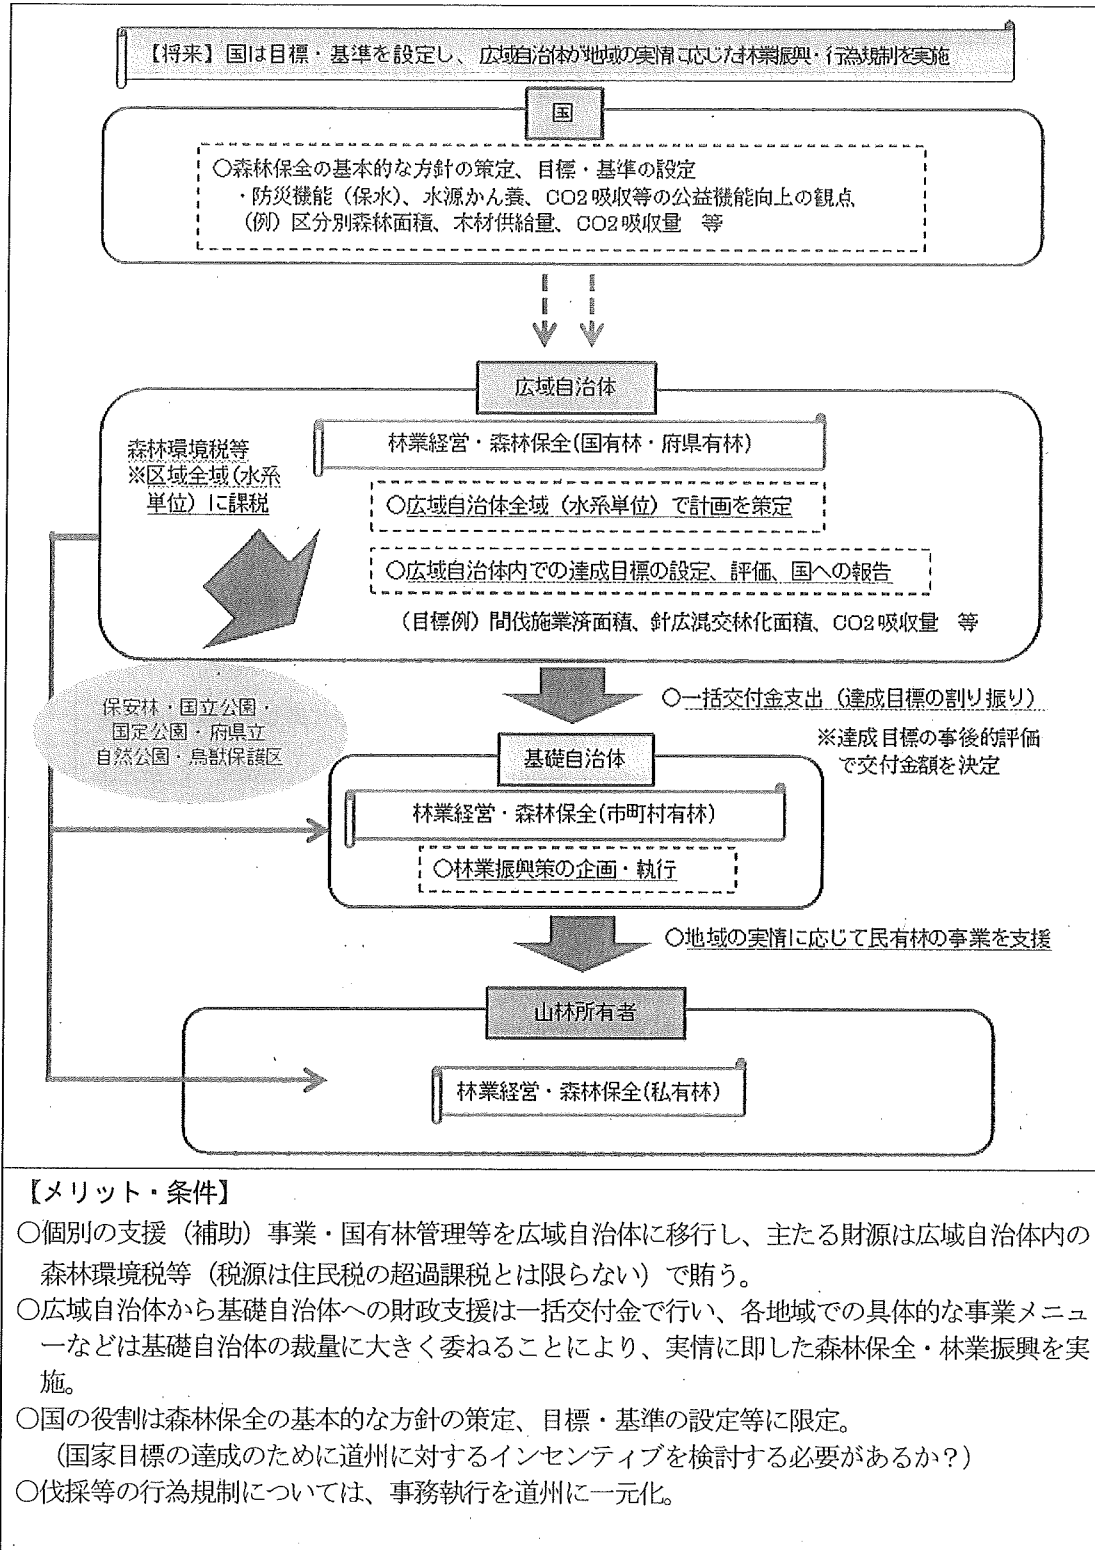 【将来】国は目標・基準を設定し、広域自治体が地域の実情に応じた林業振興・行為規制を実施
国
○森林保全の基本的な方針の策定、目標・基準の設定
・防災機能（保水）、水源かん養、CO2吸収等の公益機能向上の観点
（例）区分別森林面積、木材供給量、CO2吸収量　等
広域自治体
林業経営・森林保全(国有林・府県有林)
森林環境税等
※区域全域(水系
単位）に課税
○広域自治体全域（水系単位）で計画を策定
○広域自治体内での達成目標の設定、評価、国への報告
（目標例）間伐施業済面積、針広混交林化面積、CO2吸収量　等
保安林・国立公園・
国定公園・府県立
自然公園・鳥獣保護区
○一括交付金支出（達成目標の割り振り）
※達成目標の事後的評価
で交付金額を決定
基礎自治体
林業経営・森林保全(市町村有林)
○林業振興策の企画・執行
○地域の実情に応じて民有林の事業を支援
山林所有者
林業経営・森林保全(私有林)
【メリット・条件】
○個別の支援（補助）事業・国有林管理等を広域自治体に移行し、主たる財源は広域自治体内の
森林環境税等（税源は住民税の超過課税とは限らない）で賄う。
○広域自治体から基礎自治体への財政支援は一括交付金で行い、各地域での具体的な事業メニュ
ーなどは基礎自治体の裁量に大きく委ねることにより、実情に即した森林保全・林業振興を実
施。
○国の役割は森林保全の基本的な方針の策定、目標・基準の設定等に限定。
（国家目標の達成のために道州に対するインセンティブを検討する必要があるか？）
○伐採等の行為規制については、事務執行を道州に一元化。